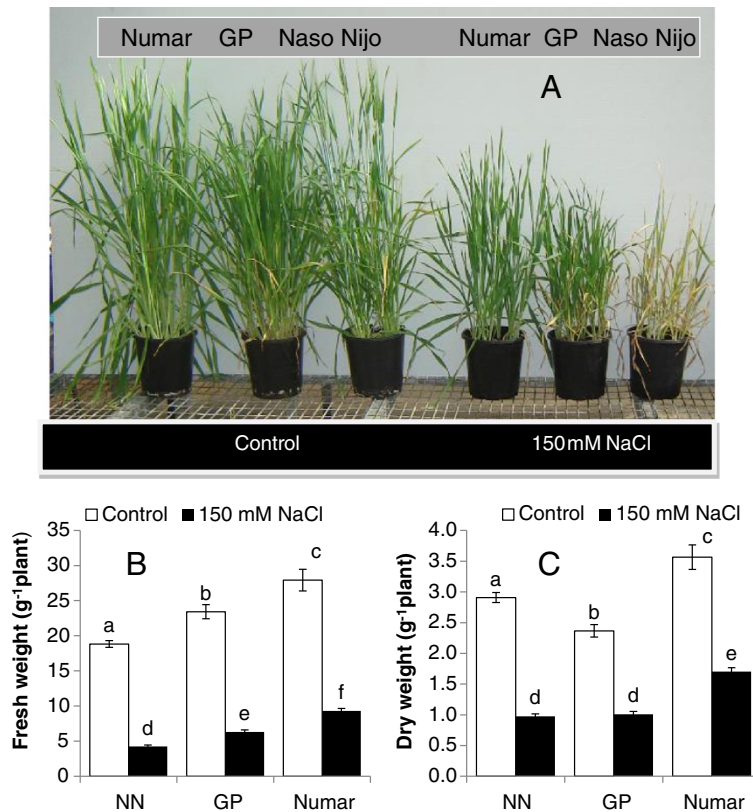 Numar GP Naso Nijo Numar GP Naso Nijo
A
Control 150 mM NaCl
Control 150 mM NaCl
B
Fresh weight (g-1plant)
35
30
25
20
15
10
5
0
a
b
c
d
e
f
NN GP Numar
Control 150 mM NaCl
C
Dry weight (g-1plant)
4.0
3.5
3.0
2.5
2.0
1.5
1.0
0.5
0.0
a
b
c
d
d
e
NN GP Numar